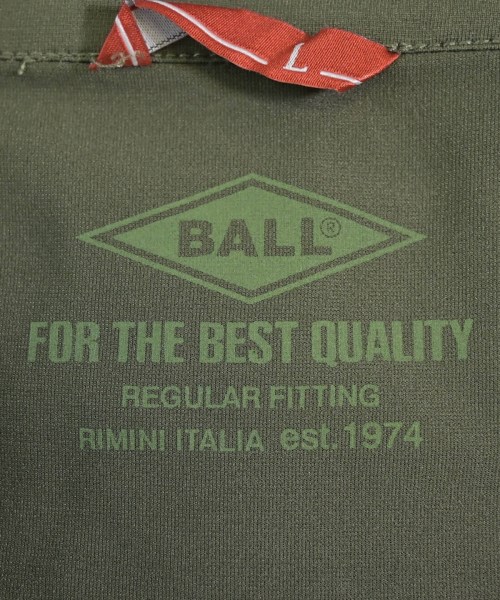 L
BALL®
FOR THE BEST QUALITY
REGULAR FITTING
RIMINI ITALIA est. 1974